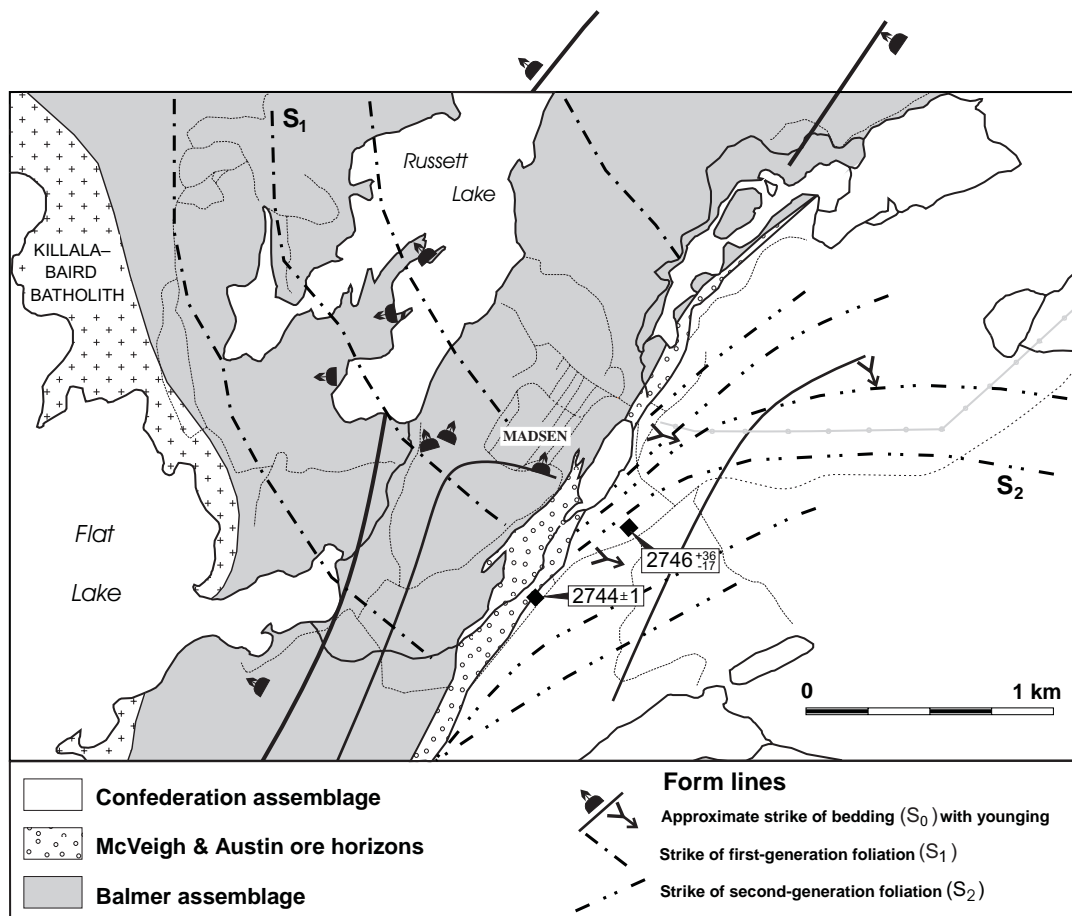 S1
Russett
Lake
KILLALA–
BAIRD
BATHOLITH
MADSEN
Flat
Lake
S2
2746 +36 -17
2744±1
0 1 km
Confederation assemblage
McVeigh & Austin ore horizons
Balmer assemblage
Form lines
Approximate strike of bedding (S0) with younging
Strike of first-generation foliation (S1)
Strike of second-generation foliation (S2)